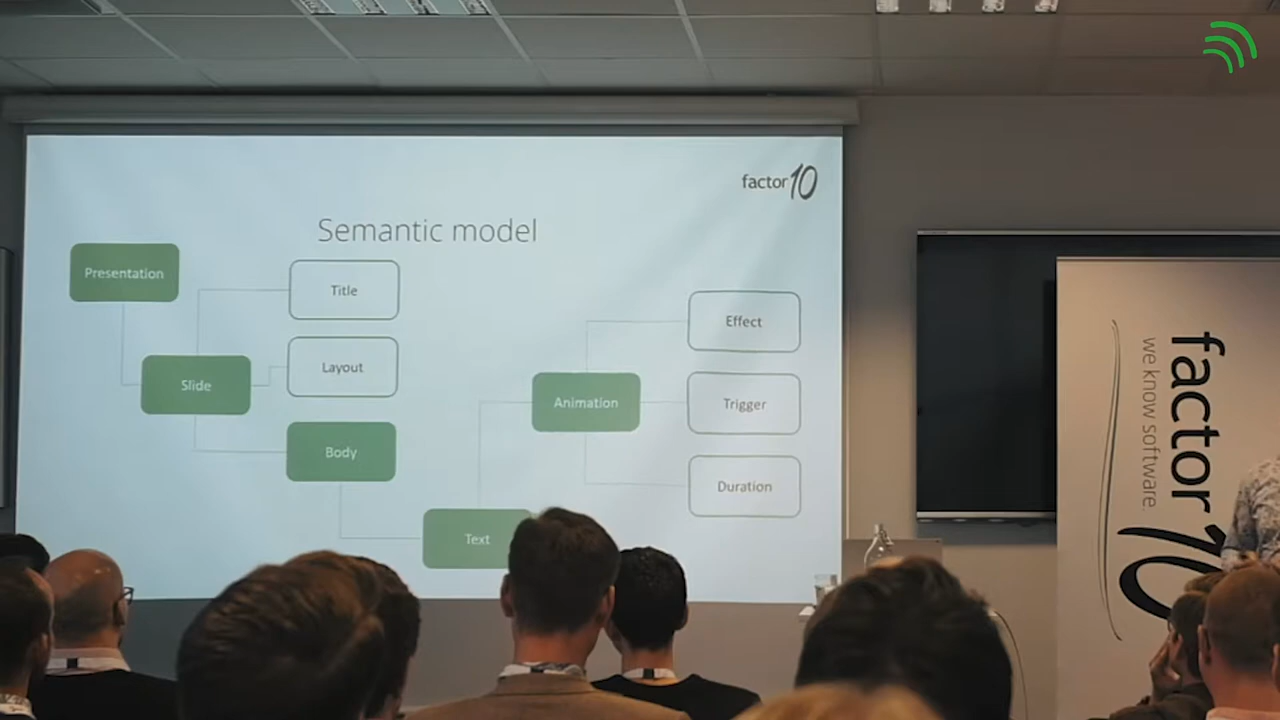 factor10
Semantic model
Presentation
Title
Layout
Slide
Body
Text
Animation
Effect
Trigger
Duration
factor10
we know software.